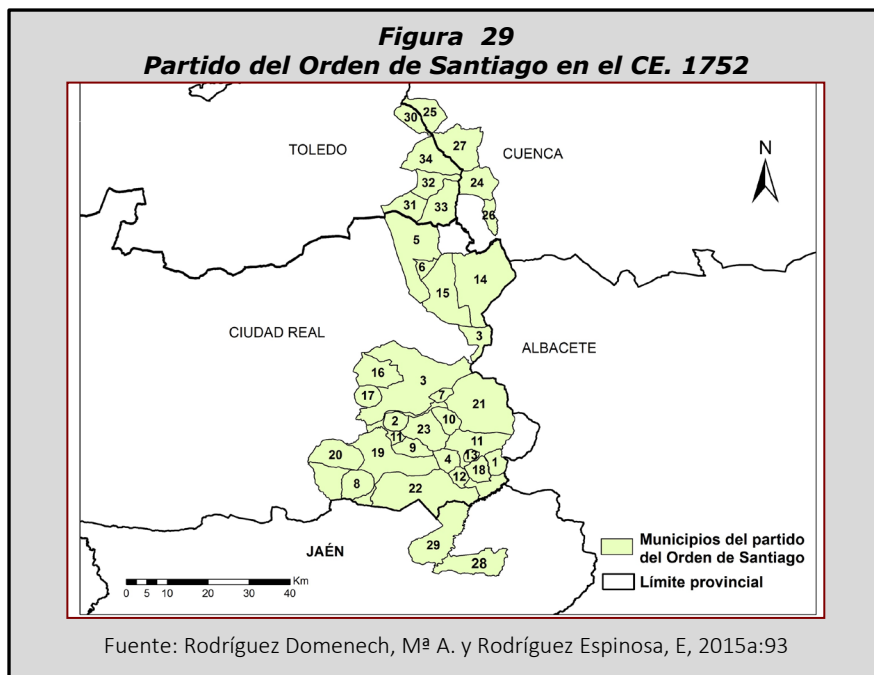 Figura 29
Partido del Orden de Santiago en el CE. 1752
30 25
TOLEDO
27
CUENCA
N
34
32
24
31 33
26
5
6
14
15
3
CIUDAD REAL
ALBACETE
16
3
17
7
21
2
10
23
11
11
9
19
20
4
13
1
18
12
8
22
JAÉN
29
28
Municipios del partido
del Orden de Santiago
Límite provincial
Km
0 5 10 20 30 40
Fuente: Rodríguez Domenech, Mª A. y Rodríguez Espinosa, E, 2015a:93